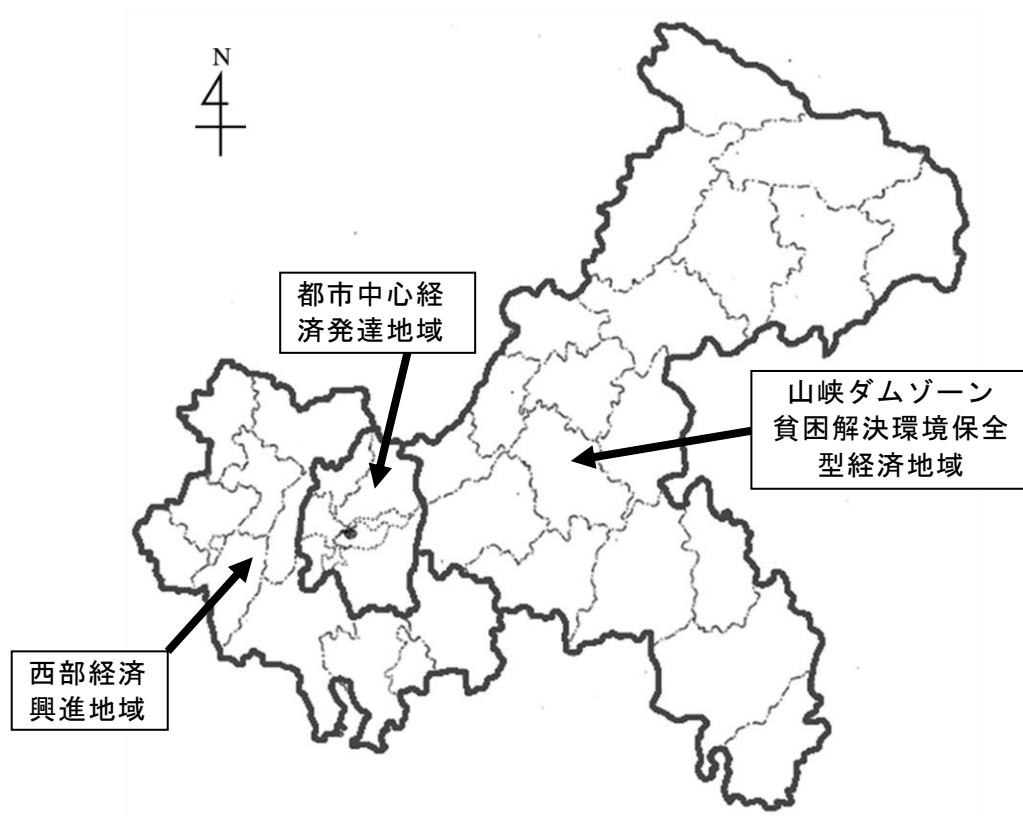 N
都市中心経
済発達地域
山峡ダムゾーン
貧困解決環境保全
型経済地域
西部経済
興進地域